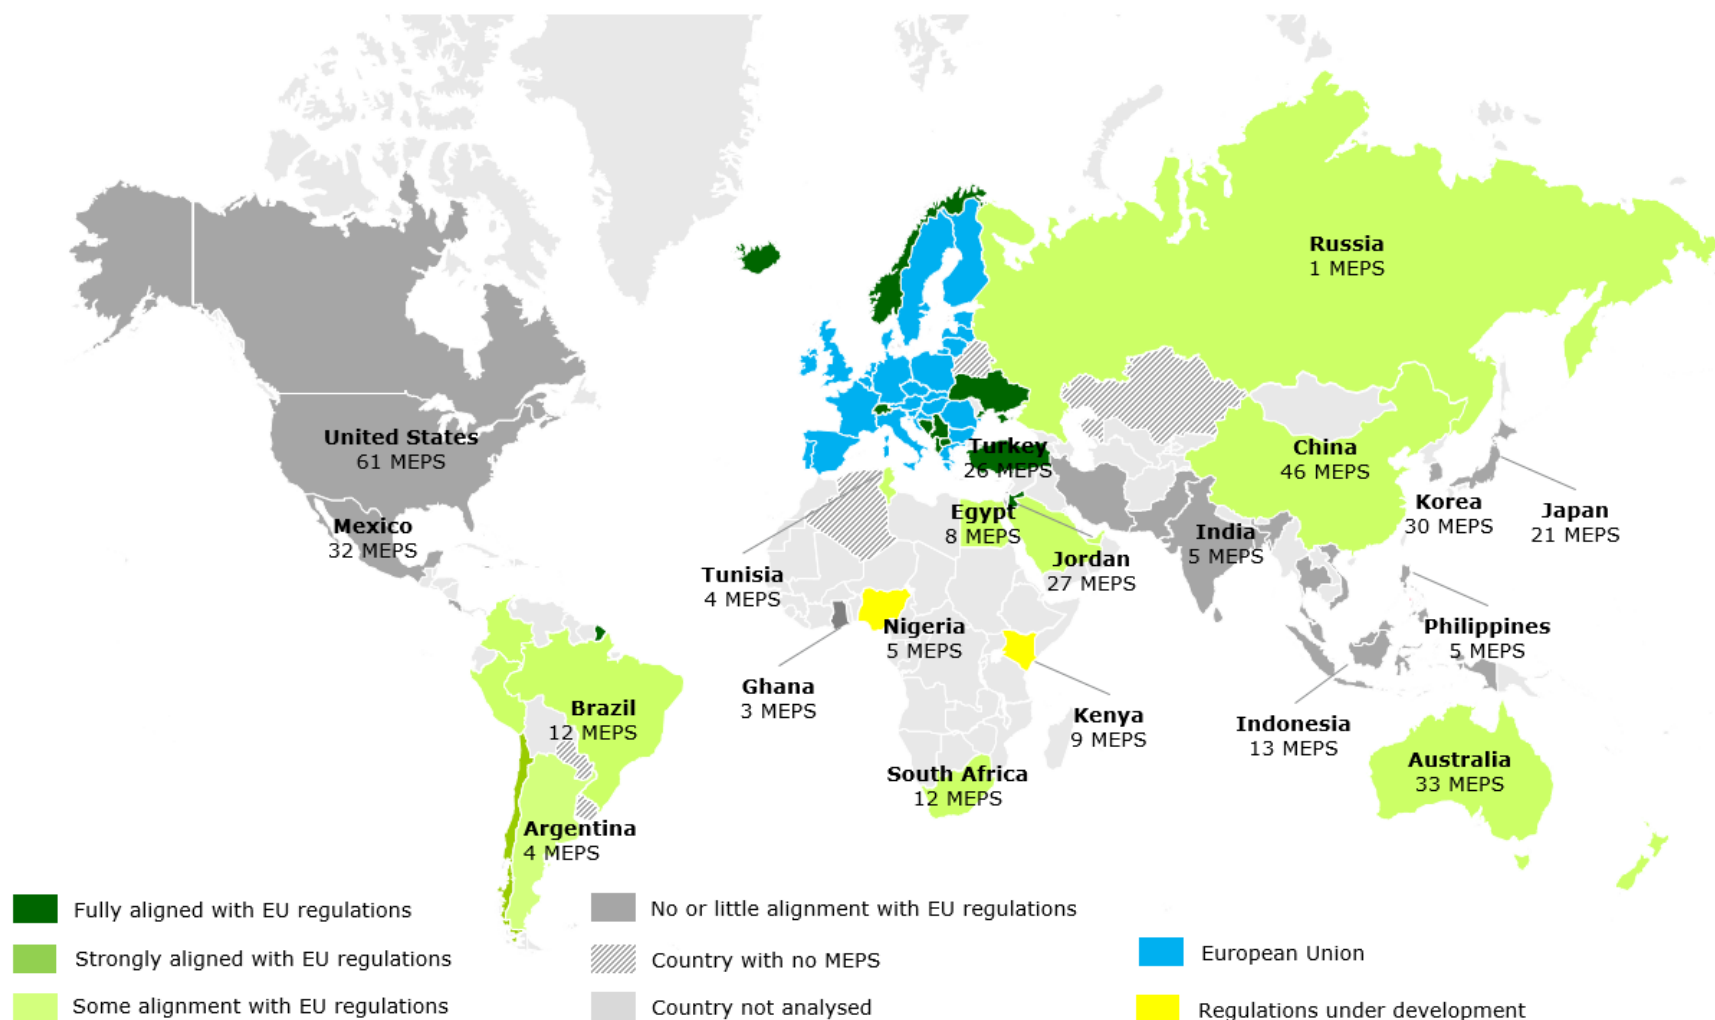 Russia
1 MEPS
United States
61 MEPS
Turkey
26 MEPS
China
46 MEPS
Korea
30 MEPS
Japan
21 MEPS
Mexico
32 MEPS
Egypt
8 MEPS
India
5 MEPS
Jordan
27 MEPS
Tunisia
4 MEPS
Nigeria
5 MEPS
Philippines
5 MEPS
Ghana
3 MEPS
Kenya
9 MEPS
Brazil
12 MEPS
Indonesia
13 MEPS
South Africa
12 MEPS
Australia
33 MEPS
Argentina
4 MEPS
Fully aligned with EU regulations
Strongly aligned with EU regulations
Some alignment with EU regulations
No or little alignment with EU regulations
Country with no MEPS
Country not analysed
European Union
Regulations under development